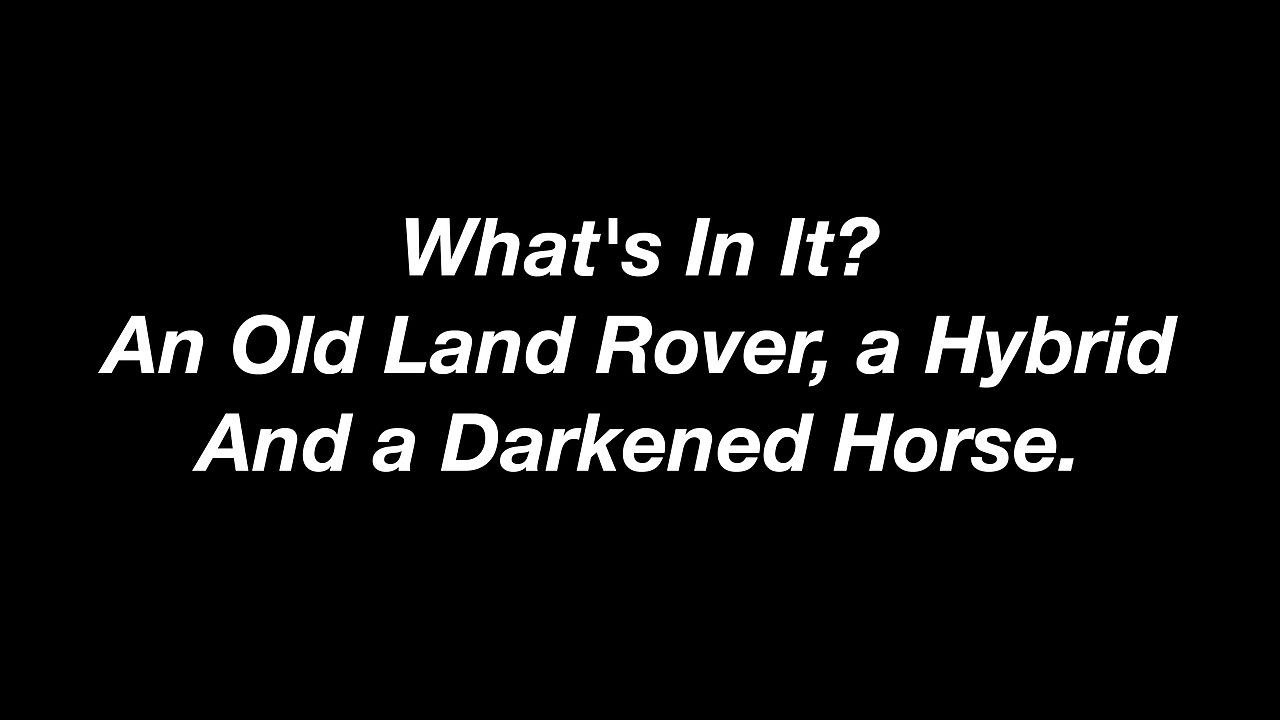 What's In It?
An Old Land Rover, a Hybrid
And a Darkened Horse.